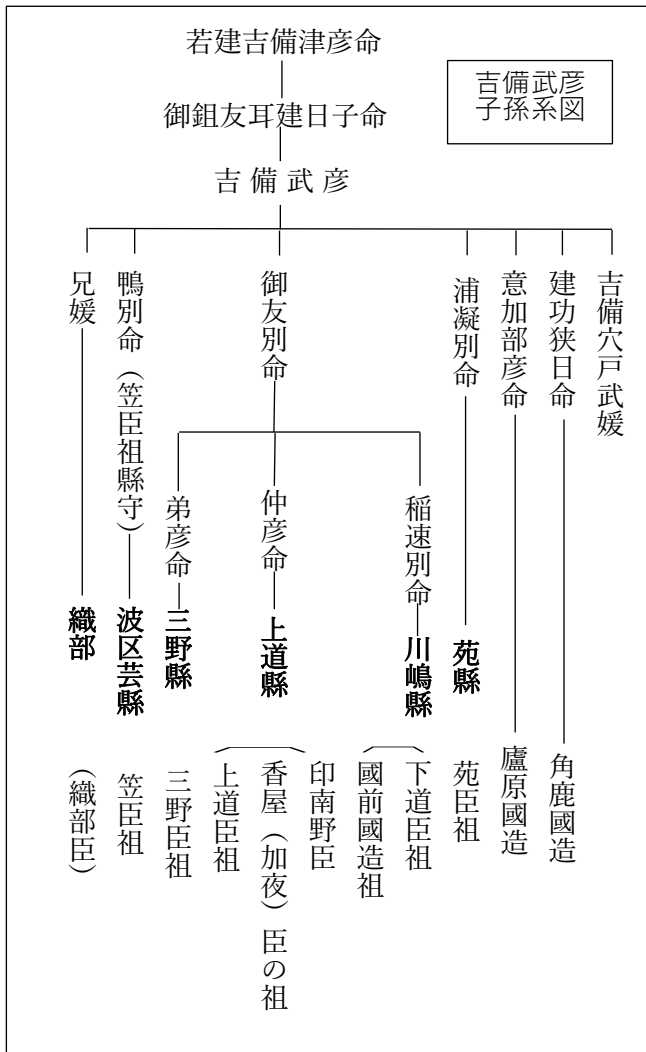 吉備武彦
子孫系図
若建吉備津彦命
御鉏友耳建日子命
吉備武彦
吉備穴戸武媛
建功狭日命
角鹿國造
意加部彦命
廬原國造
浦凝別命
苑縣
苑臣祖
御友別命
稲速別命
川嶋縣
下道臣祖
國前國造祖
仲彦命
上道縣
印南野臣
香屋（加夜）臣の祖
上道臣祖
弟彦命
三野縣
三野臣祖
鴨別命（笠臣祖縣守）
波区芸縣
笠臣祖
兄媛
織部
（織部臣）